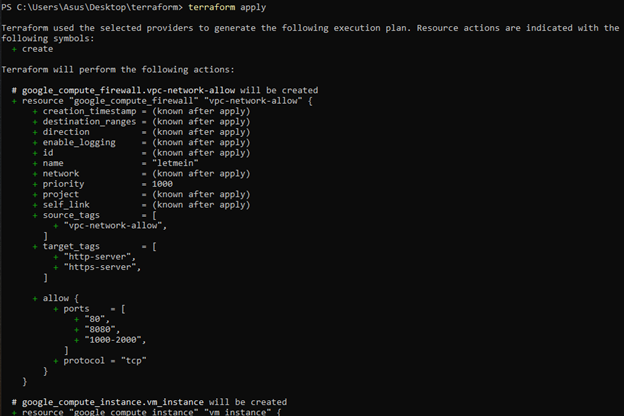 PS C:\Users\Asus\Desktop\terraform> terraform apply
Terraform used the selected providers to generate the following execution plan. Resource actions are indicated with the
following symbols:
  + create
Terraform will perform the following actions:
  # google_compute_firewall.vpc-network-allow will be created
  + resource "google_compute_firewall" "vpc-network-allow" {
      + creation_timestamp = (known after apply)
      + destination_ranges = (known after apply)
      + direction          = (known after apply)
      + enable_logging     = (known after apply)
      + id                 = (known after apply)
      + name               = "letmein"
      + network            = (known after apply)
      + priority           = 1000
      + project            = (known after apply)
      + self_link          = (known after apply)
      + source_tags        = [
          + "vpc-network-allow",
        ]
      + target_tags        = [
          + "http-server",
          + "https-server",
        ]
      + allow {
          + ports    = [
              + "80",
              + "8080",
              + "1000-2000",
            ]
          + protocol = "tcp"
        }
    }
  # google_compute_instance.vm_instance will be created
  + resource "google_compute_instance" "vm_instance" {